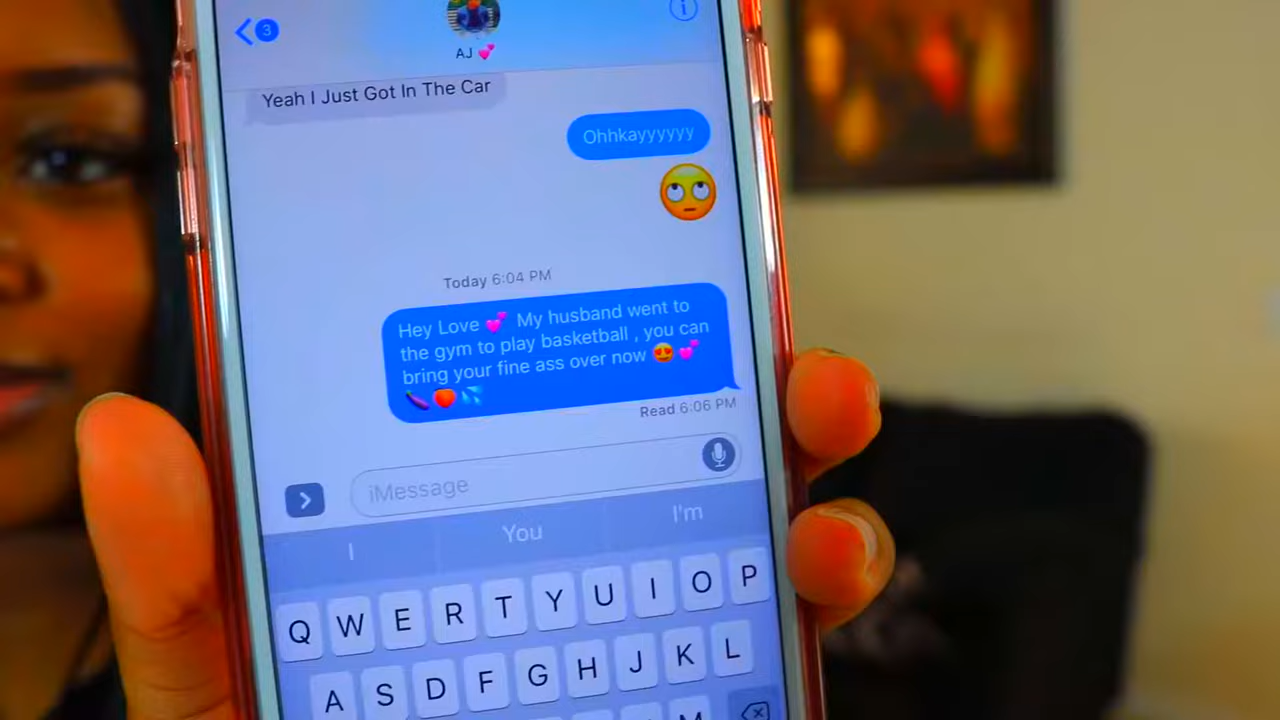 3
AJ 💕
Yeah I Just Got In The Car
Ohhkayyyyyy
🙄
Today 6:04 PM
Hey Love 💕 My husband went to
the gym to play basketball , you can
bring your fine ass over now 😍💕
🍆🍑💦
Read 6:06 PM
iMessage
I You I'm
Q W E R T Y U I O P
A S D F G H J K L
M